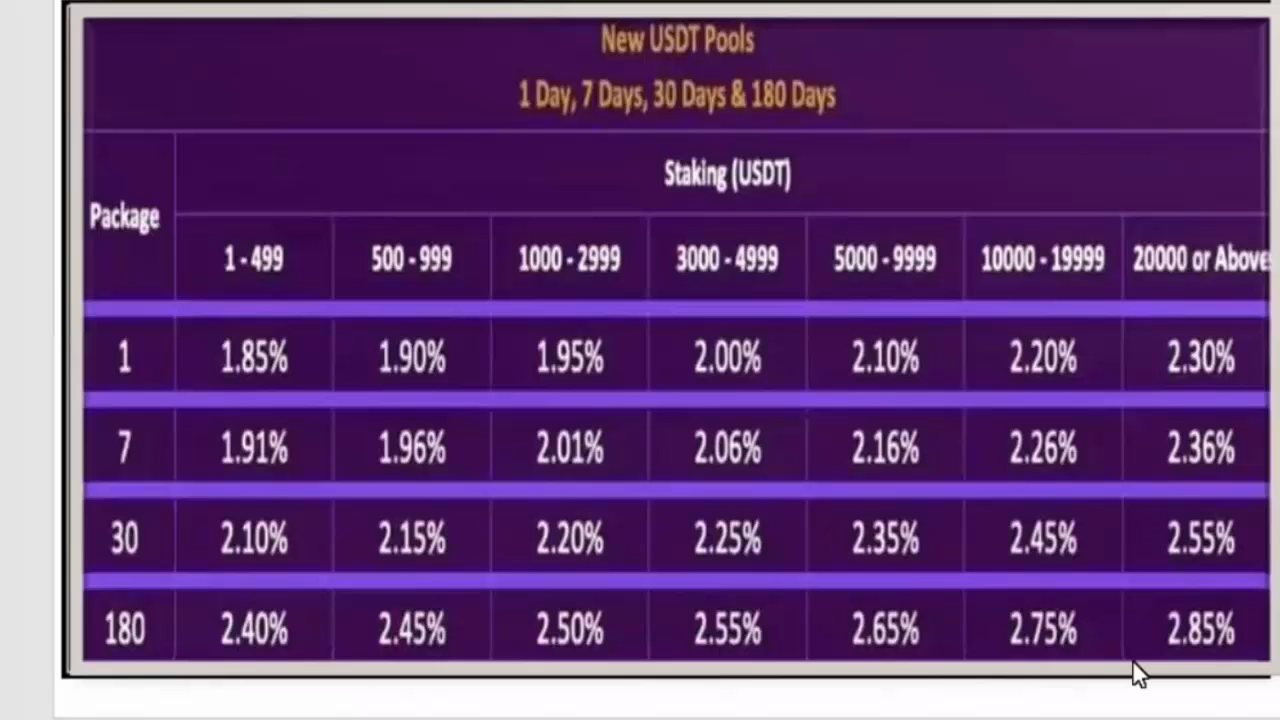 New USDT Pools
1 Day, 7 Days, 30 Days & 180 Days
Package
Staking (USDT)
1 - 499 500 - 999 1000 - 2999 3000 - 4999 5000 - 9999 10000 - 19999 20000 or Above
1 1.85% 1.90% 1.95% 2.00% 2.10% 2.20% 2.30%
7 1.91% 1.96% 2.01% 2.06% 2.16% 2.26% 2.36%
30 2.10% 2.15% 2.20% 2.25% 2.35% 2.45% 2.55%
180 2.40% 2.45% 2.50% 2.55% 2.65% 2.75% 2.85%